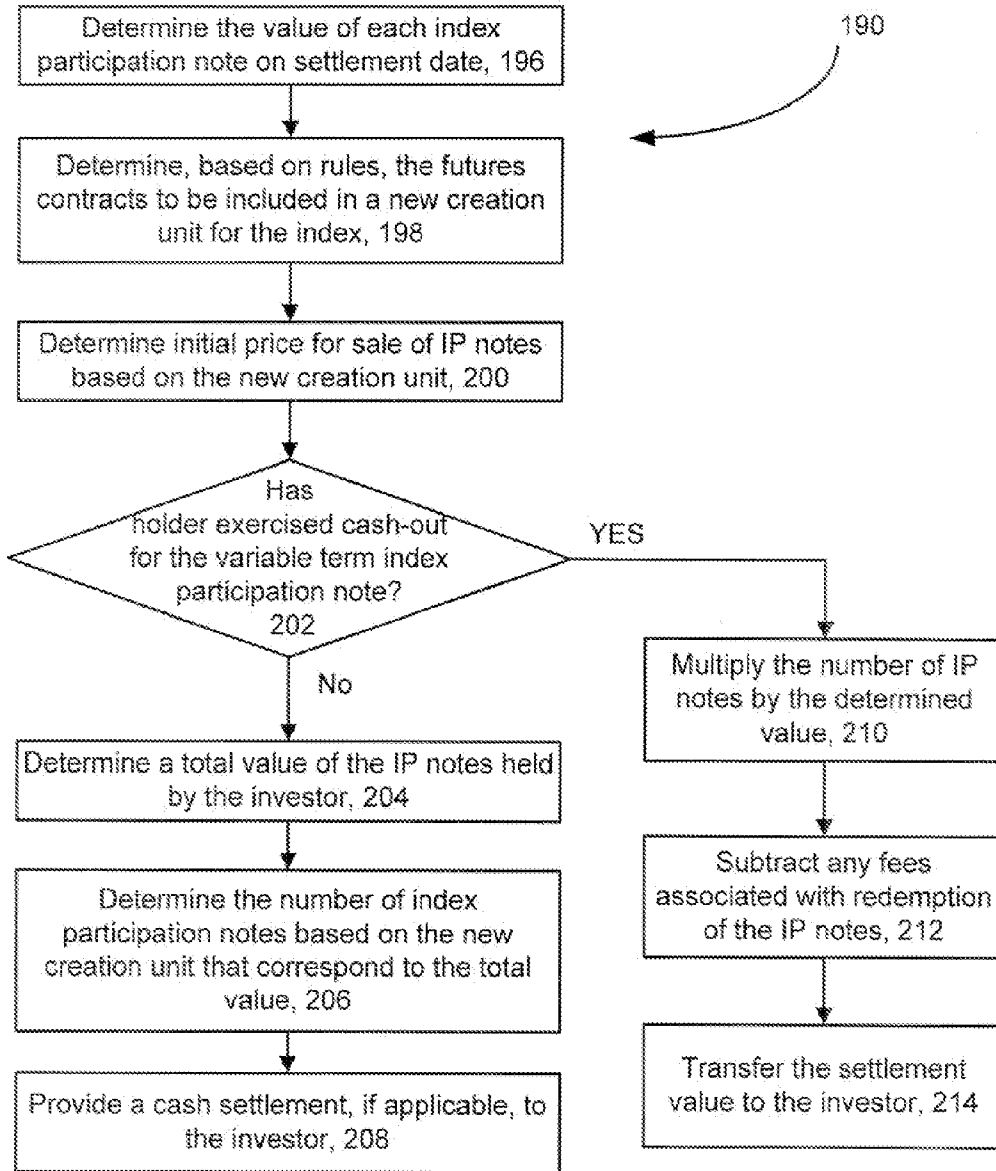 Determine the value of each index
participation note on settlement date, 196
190
Determine, based on rules, the futures
contracts to be included in a new creation
unit for the index, 198
Determine initial price for sale of IP notes
based on the new creation unit, 200
Has
holder exercised cash-out
for the variable term index
participation note?
202
YES
No
Determine a total value of the IP notes held
by the investor, 204
Determine the number of index
participation notes based on the new
creation unit that correspond to the total
value, 206
Provide a cash settlement, if applicable, to
the investor, 208
Multiply the number of IP
notes by the determined
value, 210
Subtract any fees
associated with redemption
of the IP notes, 212
Transfer the settlement
value to the investor, 214